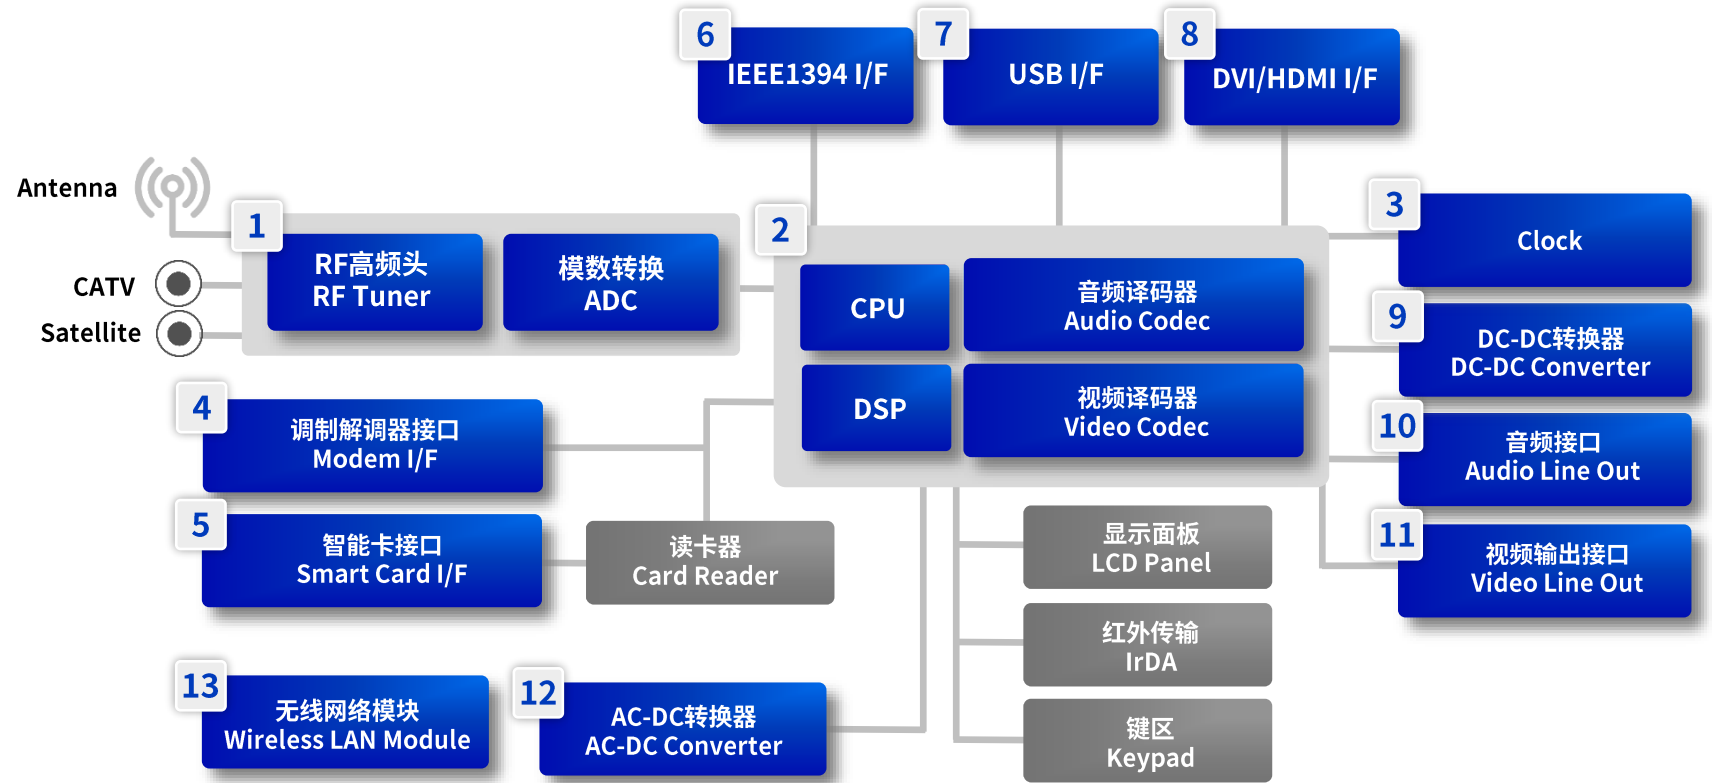 6
IEEE1394 I/F
7
USB I/F
8
DVI/HDMI I/F
Antenna
CATV
Satellite
1
RF高频头
RF Tuner
模数转换
ADC
2
CPU
音频译码器
Audio Codec
DSP
视频译码器
Video Codec
3
Clock
9
DC-DC转换器
DC-DC Converter
10
音频接口
Audio Line Out
11
视频输出接口
Video Line Out
4
调制解调器接口
Modem I/F
5
智能卡接口
Smart Card I/F
读卡器
Card Reader
显示面板
LCD Panel
红外传输
IrDA
键区
Keypad
13
无线网络模块
Wireless LAN Module
12
AC-DC转换器
AC-DC Converter